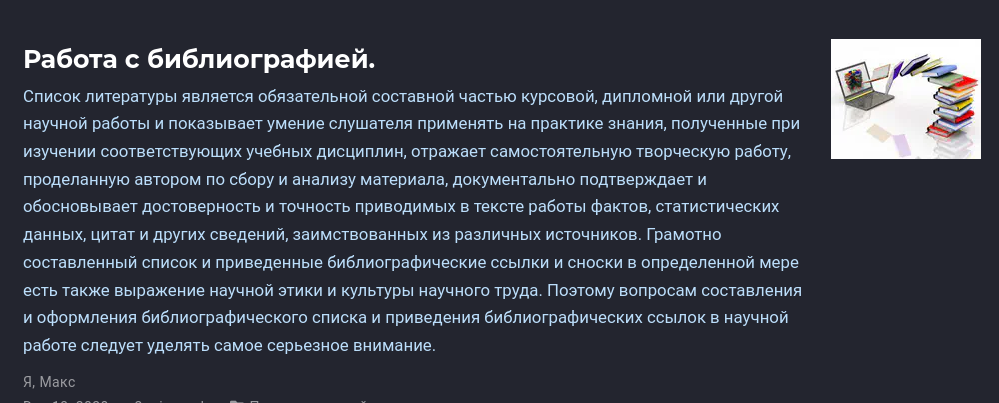 Работа с библиографией.
Список литературы является обязательной составной частью курсовой, дипломной или другой
научной работы и показывает умение слушателя применять на практике знания, полученные при
изучении соответствующих учебных дисциплин, отражает самостоятельную творческую работу,
проделанную автором по сбору и анализу материала, документально подтверждает и
обосновывает достоверность и точность приводимых в тексте работы фактов, статистических
данных, цитат и других сведений, заимствованных из различных источников. Грамотно
составленный список и приведенные библиографические ссылки и сноски в определенной мере
есть также выражение научной этики и культуры научного труда. Поэтому вопросам составления
и оформления библиографического списка и приведения библиографических ссылок в научной
работе следует уделять самое серьезное внимание.
Я, Макс